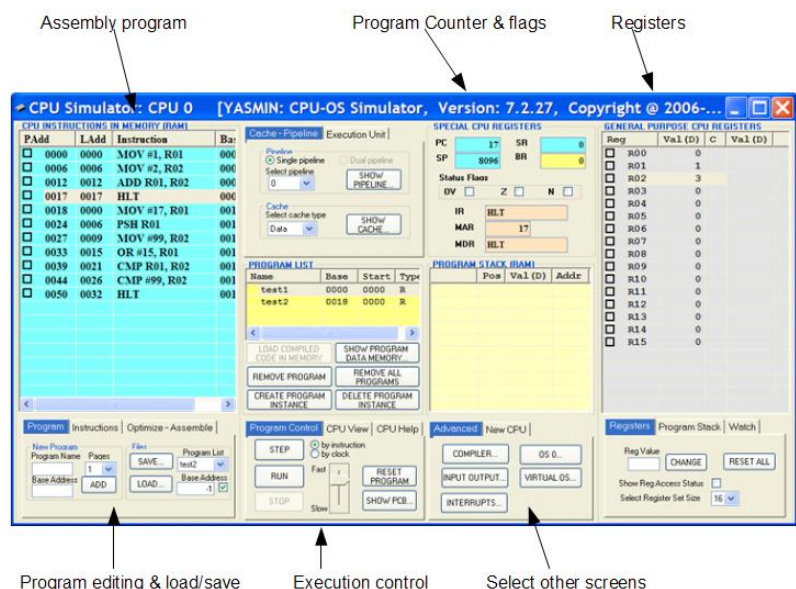 Assembly program
Program Counter & flags
Registers
CPU Simulator: CPU 0 [YASMIN: CPU-OS Simulator, Version: 7.2.27, Copyright @ 2006-...
CPU INSTRUCTIONS IN MEMORY (RAM)
PAdd LAdd Instruction Bas
0000 0000 MOV #1, R01 000
0006 0006 MOV #2, R02 000
0012 0012 ADD R01, R02 000
0017 0017 HLT 000
0018 0000 MOV #17, R01 001
0024 0006 PSH R01 001
0027 0009 MOV #99, R02 001
0033 0015 OR #15, R01 001
0039 0021 CMP R01, R02 001
0044 0026 CMP #99, R02 001
0050 0032 HLT 001
Cache - Pipeline Execution Unit
Pipeline
Single pipeline Dual pipeline
Select pipeline
0 SHOW PIPELINE...
Cache
Select cache type
Data SHOW CACHE...
SPECIAL CPU REGISTERS
PC 17 SR 0
SP 8096 BR 0
Status Flags
OV Z N
IR HLT
MAR 17
MDR HLT
GENERAL PURPOSE CPU REGISTERS
Reg Val (D) C Val (D)
R00 0
R01 1
R02 3
R03 0
R04 0
R05 0
R06 0
R07 0
R08 0
R09 0
R10 0
R11 0
R12 0
R13 0
R14 0
R15 0
PROGRAM LIST
Name Base Start Type
test1 0000 0000 R
test2 0018 0000 R
LOAD COMPILED CODE IN MEMORY
SHOW PROGRAM DATA MEMORY...
REMOVE PROGRAM
REMOVE ALL PROGRAMS
CREATE PROGRAM INSTANCE
DELETE PROGRAM INSTANCE
PROGRAM STACK (RAM)
Pos Val (D) Addr
Program Instructions Optimize - Assemble
New Program
Program Name Pages
1
Base Address ADD
Files
SAVE...
LOAD...
Program List
test2
Base Address
-1
Program Control CPU View CPU Help
STEP by instruction
by clock
RUN Fast RESET PROGRAM
STOP Slow SHOW PCB...
Advanced New CPU
COMPILER... OS 0...
INPUT OUTPUT... VIRTUAL OS...
INTERRUPTS...
Registers Program Stack Watch
Reg Value
CHANGE RESET ALL
Show Reg Access Status
Select Register Set Size 16
Program editing & load/save
Execution control
Select other screens